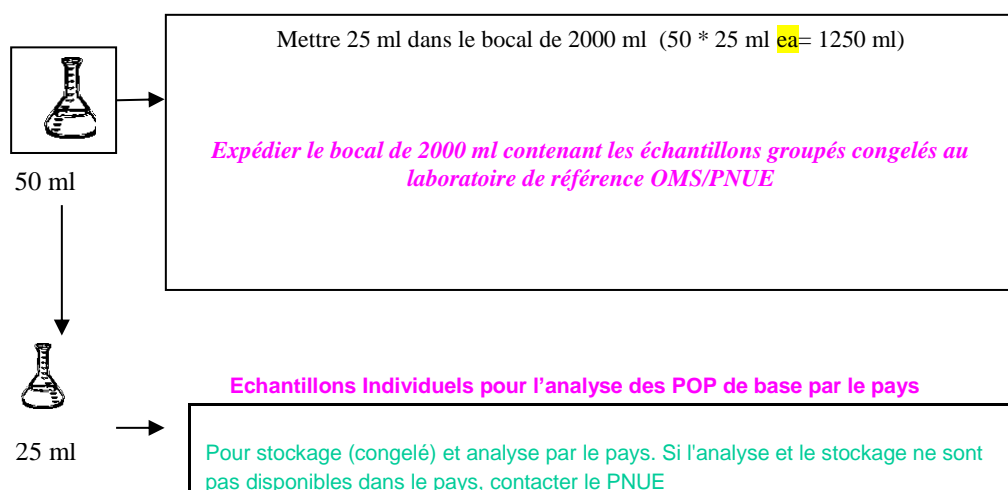 Mettre 25 ml dans le bocal de 2000 ml (50 * 25 ml ea= 1250 ml)
Expédier le bocal de 2000 ml contenant les échantillons groupés congelés au
laboratoire de référence OMS/PNUE
50 ml
Echantillons Individuels pour l’analyse des POP de base par le pays
25 ml
Pour stockage (congelé) et analyse par le pays. Si l'analyse et le stockage ne sont
pas disponibles dans le pays, contacter le PNUE